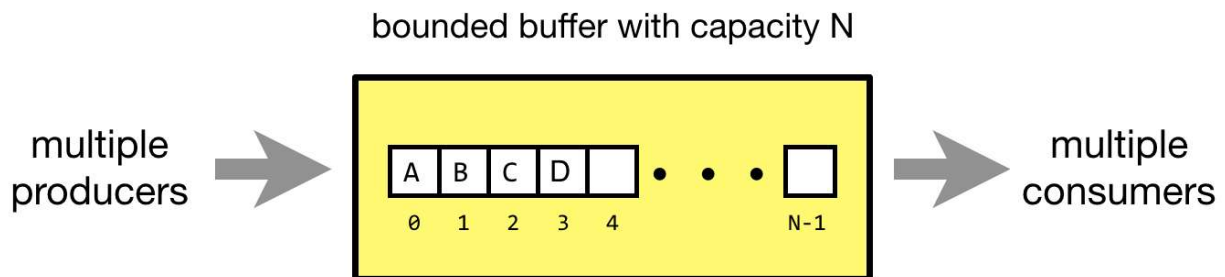 bounded buffer with capacity N
multiple
producers
A B C D
0 1 2 3 4 N-1
multiple
consumers